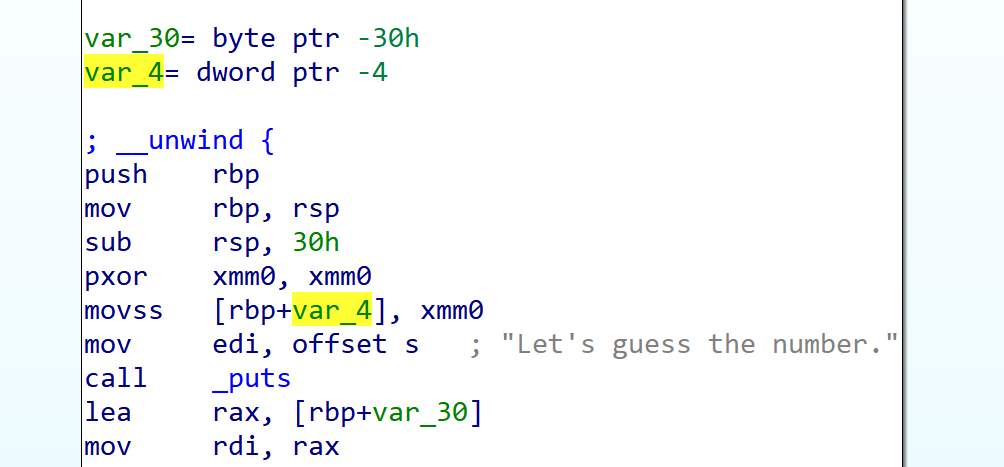 var_30= byte ptr -30h
var_4= dword ptr -4
; __unwind {
push    rbp
mov     rbp, rsp
sub     rsp, 30h
pxor    xmm0, xmm0
movss   [rbp+var_4], xmm0
mov     edi, offset s   ; "Let's guess the number."
call    _puts
lea     rax, [rbp+var_30]
mov     rdi, rax